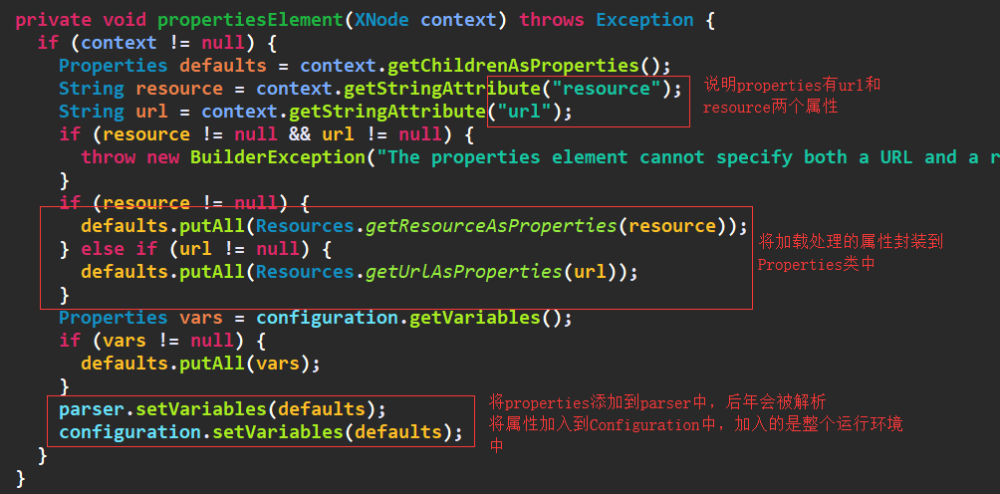 private void propertiesElement(XNode context) throws Exception {
if (context != null) {
Properties defaults = context.getChildrenAsProperties();
String resource = context.getStringAttribute("resource");
说明properties有url和
resource两个属性
String url = context.getStringAttribute("url");
if (resource != null && url != null) {
throw new BuilderException("The properties element cannot specify both a URL and a r
}
if (resource != null) {
defaults.putAll(Resources.getResourceAsProperties(resource));
} else if (url != null) {
defaults.putAll(Resources.getUrlAsProperties(url));
}
将加载处理的属性封装到
Properties类中
Properties vars = configuration.getVariables();
if (vars != null) {
defaults.putAll(vars);
}
parser.setVariables(defaults);
configuration.setVariables(defaults);
将properties添加到parser中，后年会被解析
将属性加入到Configuration中，加入的是整个运行环境
中
}
}